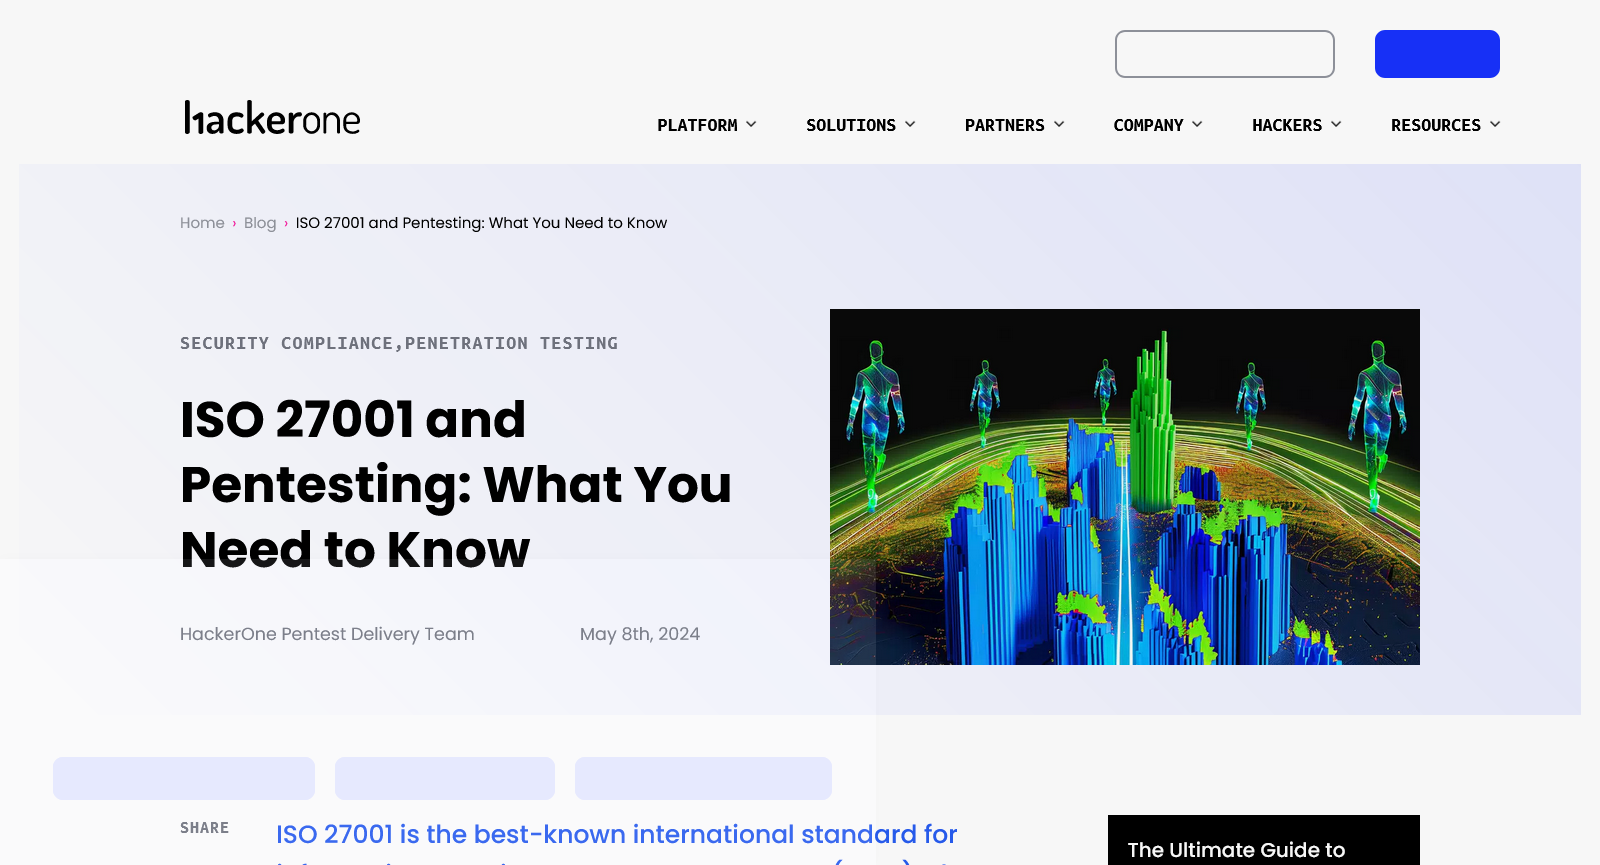 hackerone
PLATFORM
SOLUTIONS
PARTNERS
COMPANY
HACKERS
RESOURCES
Home › Blog › ISO 27001 and Pentesting: What You Need to Know
SECURITY COMPLIANCE,PENETRATION TESTING
ISO 27001 and
Pentesting: What You
Need to Know
HackerOne Pentest Delivery Team
May 8th, 2024
SHARE
ISO 27001 is the best-known international standard for
The Ultimate Guide to